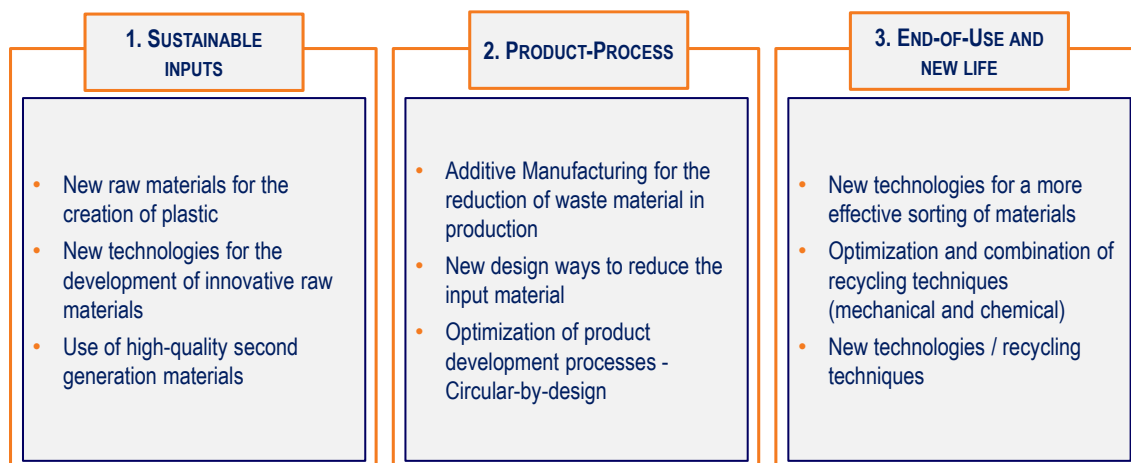 1. SUSTAINABLE
INPUTS
• New raw materials for the
creation of plastic
• New technologies for the
development of innovative raw
materials
• Use of high-quality second
generation materials
2. PRODUCT-PROCESS
• Additive Manufacturing for the
reduction of waste material in
production
• New design ways to reduce the
input material
• Optimization of product
development processes -
Circular-by-design
3. END-OF-USE AND
NEW LIFE
• New technologies for a more
effective sorting of materials
• Optimization and combination of
recycling techniques
(mechanical and chemical)
• New technologies / recycling
techniques